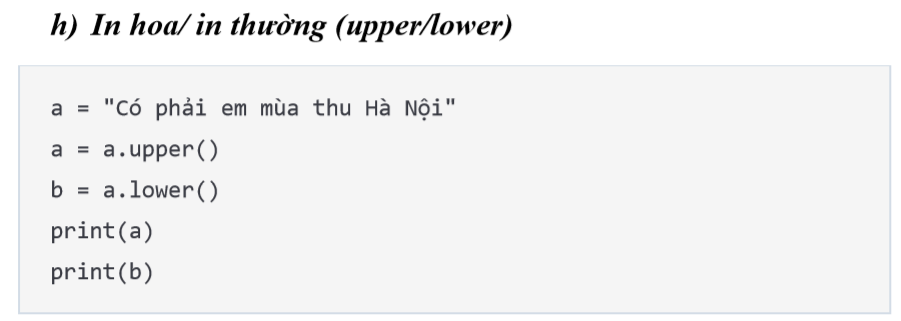 h) In hoa/ in thường (upper/lower)
a = "Có phải em mùa thu Hà Nội"
a = a.upper()
b = a.lower()
print(a)
print(b)